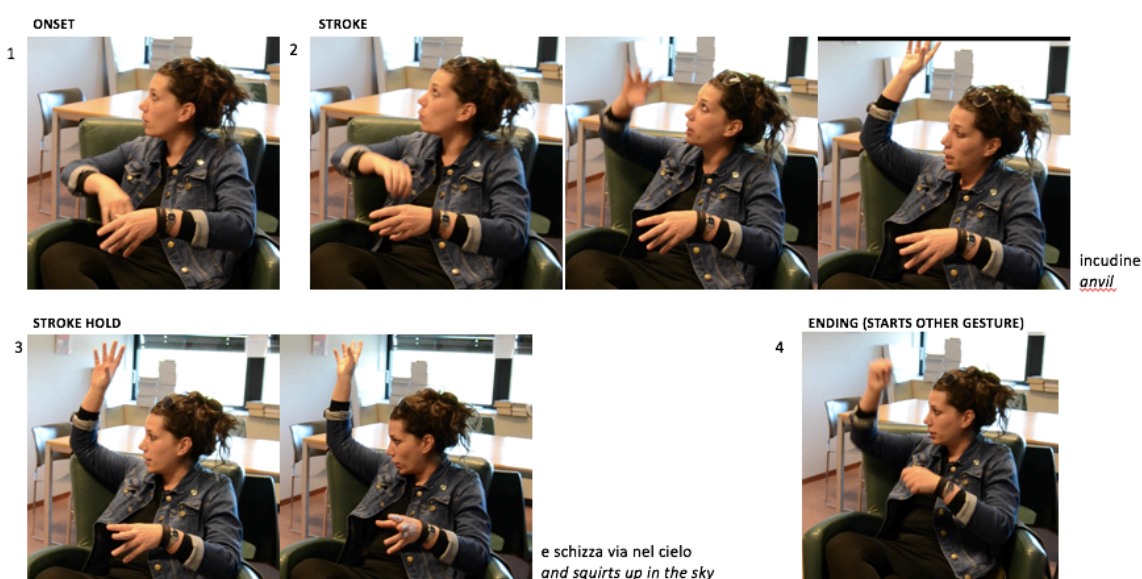 ONSET
STROKE
1
2
incudine
anvil
STROKE HOLD
ENDING (STARTS OTHER GESTURE)
3
4
e schizza via nel cielo
and squirts up in the sky